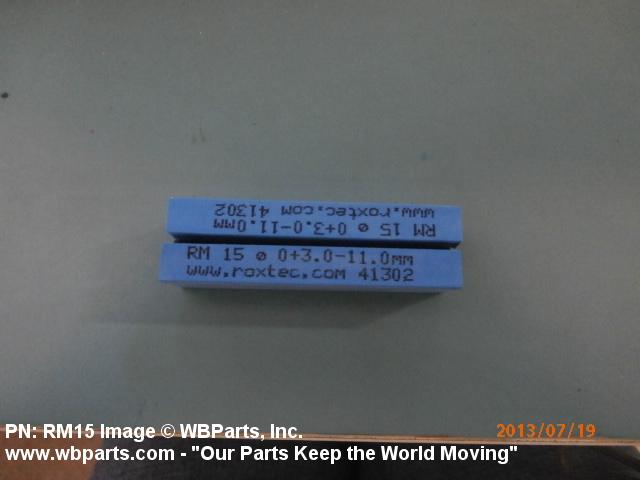 RM 15 ø 0+3.0-11.0mm
www.roxtec.com 41302
RM 15 ø 0+3.0-11.0mm
www.roxtec.com 41302
PN: RM15 Image © WBParts, Inc.
2013/07/19
www.wbparts.com - "Our Parts Keep the World Moving"